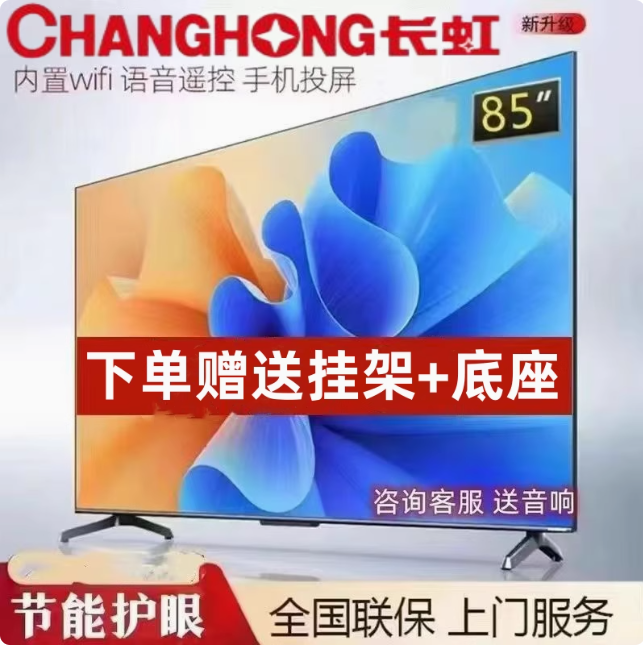 CHANGHONG长虹
新升级
内置wifi 语音遥控 手机投屏
85"
下单赠送挂架+底座
咨询客服 送音响
节能护眼
全国联保 上门服务